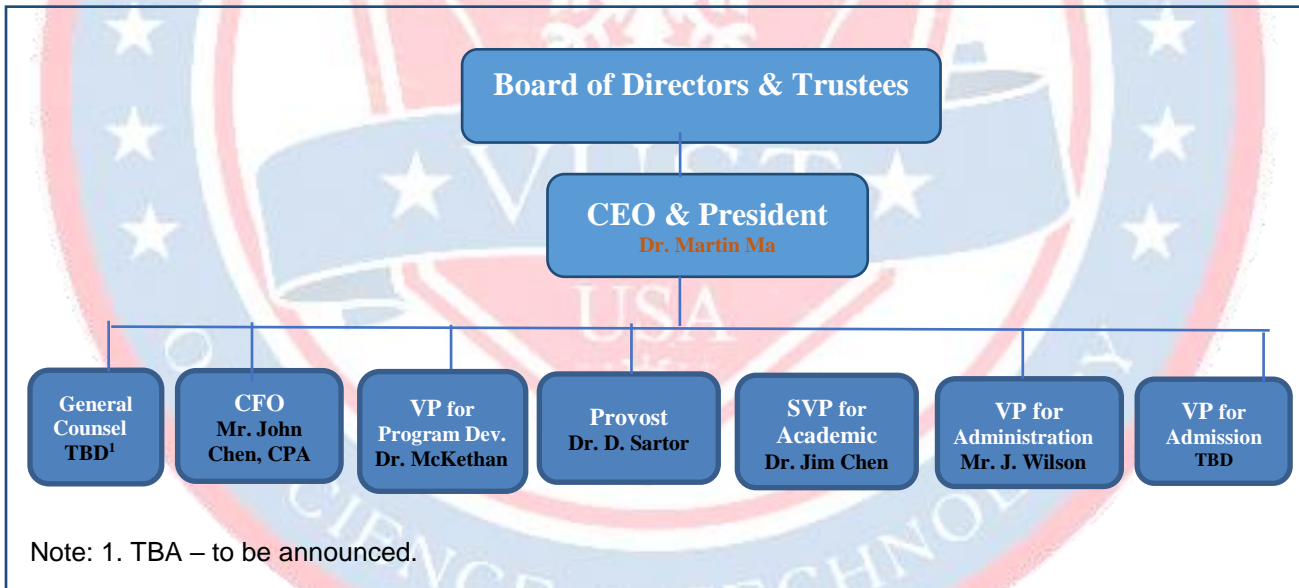 Board of Directors & Trustees
VUST
CEO & President
Dr. Martin Ma
USA
General
Counsel
TBD¹
CFO
Mr. John
Chen, CPA
VP for
Program Dev.
Dr. McKethan
Provost
Dr. D. Sartor
SVP for
Academic
Dr. Jim Chen
VP for
Administration
Mr. J. Wilson
VP for
Admission
TBD
Note: 1. TBA – to be announced.